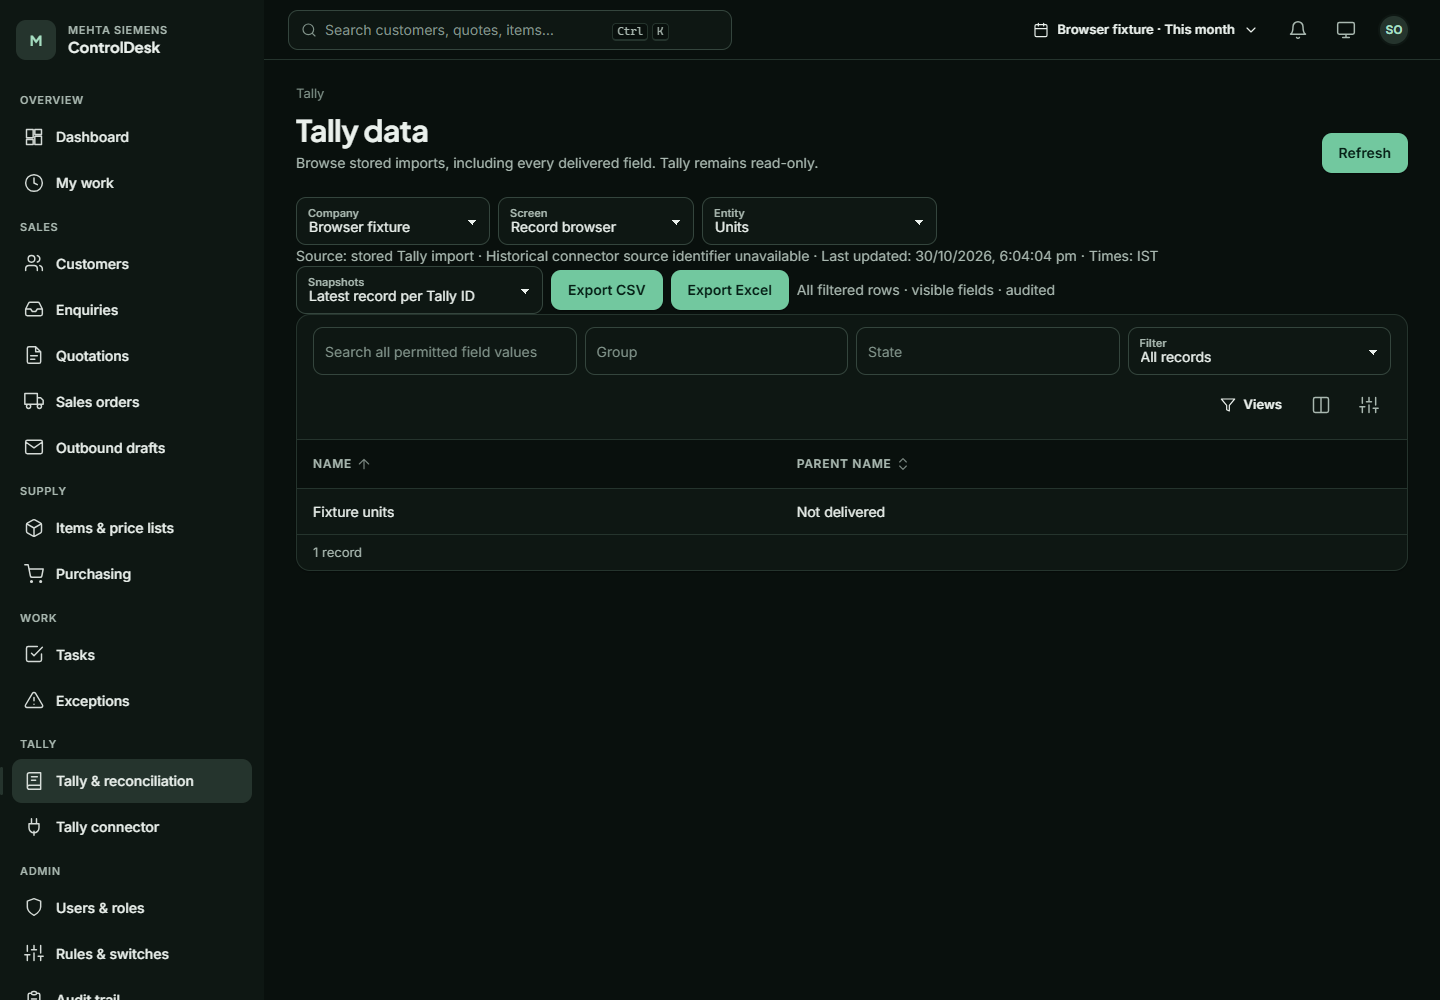 M
MEHTA SIEMENS
ControlDesk
Search customers, quotes, items...
Ctrl K
Browser fixture · This month
SO
OVERVIEW
Dashboard
My work
SALES
Customers
Enquiries
Quotations
Sales orders
Outbound drafts
SUPPLY
Items & price lists
Purchasing
WORK
Tasks
Exceptions
TALLY
Tally & reconciliation
Tally connector
ADMIN
Users & roles
Rules & switches
Audit trail
Tally
Tally data
Browse stored imports, including every delivered field. Tally remains read-only.
Refresh
Company
Browser fixture
Screen
Record browser
Entity
Units
Source: stored Tally import · Historical connector source identifier unavailable · Last updated: 30/10/2026, 6:04:04 pm · Times: IST
Snapshots
Latest record per Tally ID
Export CSV
Export Excel
All filtered rows · visible fields · audited
Search all permitted field values
Group
State
Filter
All records
Views
NAME
PARENT NAME
Fixture units
Not delivered
1 record